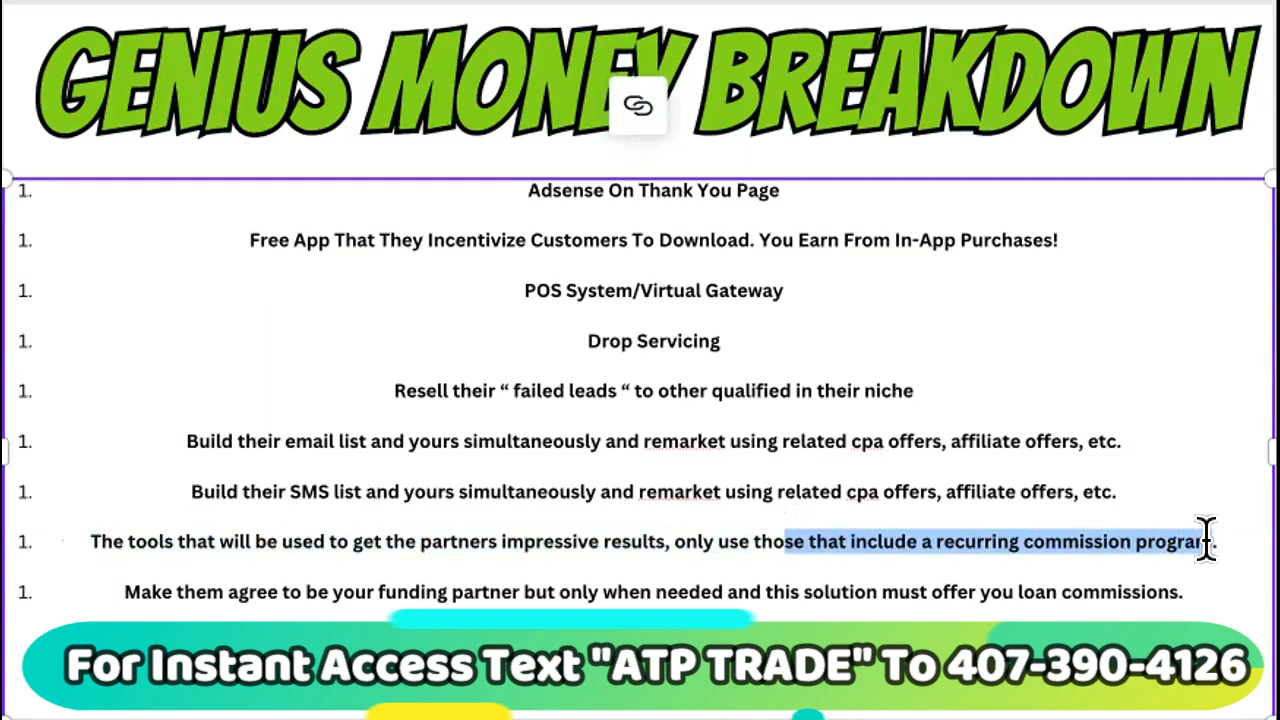 GENIUS MONEY BREAKDOWN
1. Adsense On Thank You Page
1. Free App That They Incentivize Customers To Download. You Earn From In-App Purchases!
1. POS System/Virtual Gateway
1. Drop Servicing
1. Resell their “ failed leads “ to other qualified in their niche
1. Build their email list and yours simultaneously and remarket using related cpa offers, affiliate offers, etc.
1. Build their SMS list and yours simultaneously and remarket using related cpa offers, affiliate offers, etc.
1. The tools that will be used to get the partners impressive results, only use those that include a recurring commission program.
1. Make them agree to be your funding partner but only when needed and this solution must offer you loan commissions.
For Instant Access Text "ATP TRADE" To 407-390-4126